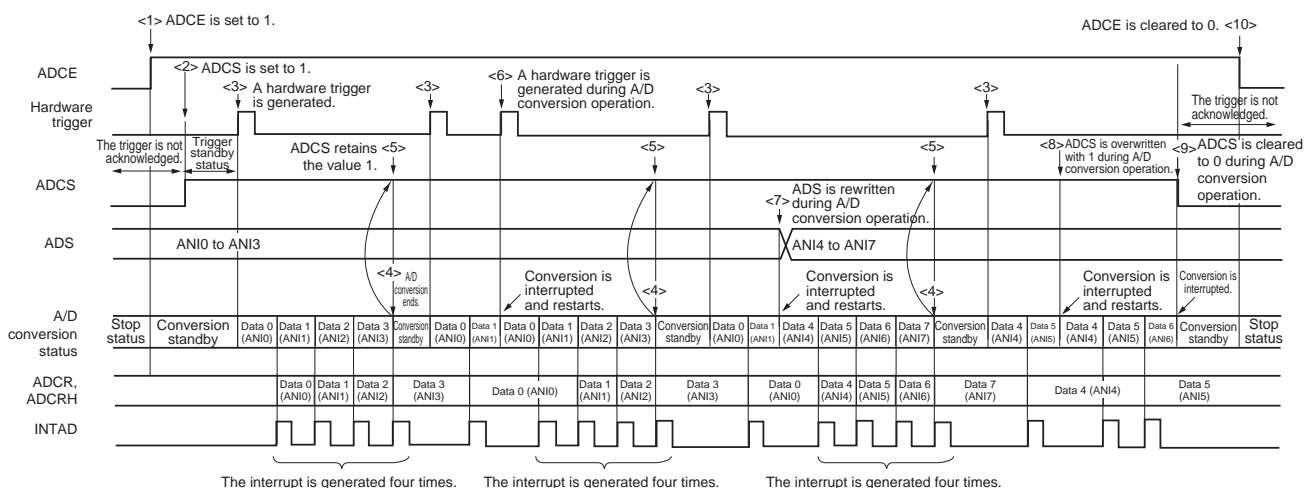 <1> ADCE is set to 1.
ADCE is cleared to 0. <10>
ADCE
<2> ADCS is set to 1.
<3> A hardware trigger
is generated.
<3>
<6> A hardware trigger is
generated during A/D
conversion operation.
<3>
<3>
The trigger is not
acknowledged.
Hardware
trigger
The trigger is not
acknowledged.
Trigger
standby
status
ADCS retains
the value 1.
<5>
<5>
<5>
<8> ADCS is overwritten
with 1 during A/D
conversion operation.
<9> ADCS is cleared
to 0 during A/D
conversion
operation.
ADCS
<7> ADS is rewritten
during A/D
conversion operation.
ADS
ANI0 to ANI3
ANI4 to ANI7
<4> A/D
conversion
ends.
Conversion is
interrupted
and restarts.
<4>
Conversion is
interrupted
and restarts.
<4>
Conversion is
interrupted
and restarts.
Conversion is
interrupted.
A/D
conversion
status
Stop
status
Conversion
standby
Data 0
(ANI0)
Data 1
(ANI1)
Data 2
(ANI2)
Data 3
(ANI3)
Conversion
standby
Data 0
(ANI0)
Data 1
(ANI1)
Data 0
(ANI0)
Data 1
(ANI1)
Data 2
(ANI2)
Data 3
(ANI3)
Conversion
standby
Data 0
(ANI0)
Data 1
(ANI1)
Data 4
(ANI4)
Data 5
(ANI5)
Data 6
(ANI6)
Data 7
(ANI7)
Conversion
standby
Data 4
(ANI4)
Data 5
(ANI5)
Data 4
(ANI4)
Data 5
(ANI5)
Data 6
(ANI6)
Conversion
standby
Stop
status
ADCR,
ADCRH
Data 0
(ANI0)
Data 1
(ANI1)
Data 2
(ANI2)
Data 3
(ANI3)
Data 0 (ANI0)
Data 1
(ANI1)
Data 2
(ANI2)
Data 3
(ANI3)
Data 0
(ANI0)
Data 4
(ANI4)
Data 5
(ANI5)
Data 6
(ANI6)
Data 7
(ANI7)
Data 4 (ANI4)
Data 5
(ANI5)
INTAD
The interrupt is generated four times.
The interrupt is generated four times.
The interrupt is generated four times.